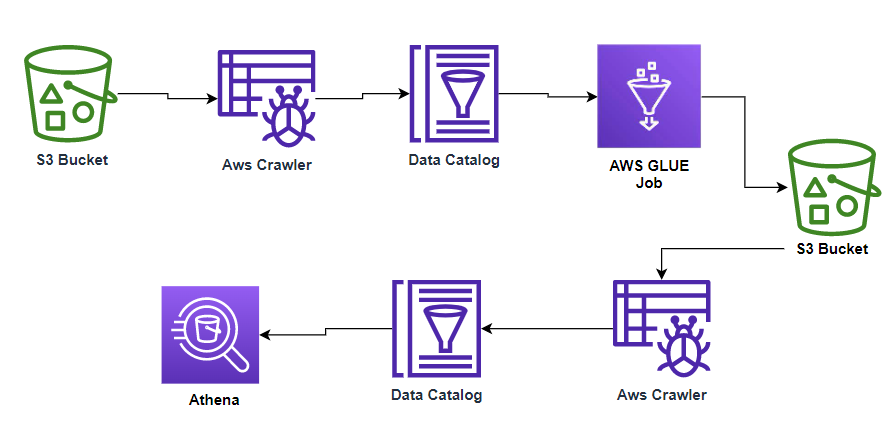 S3 Bucket
Aws Crawler
Data Catalog
AWS GLUE
Job
S3 Bucket
Athena
Data Catalog
Aws Crawler